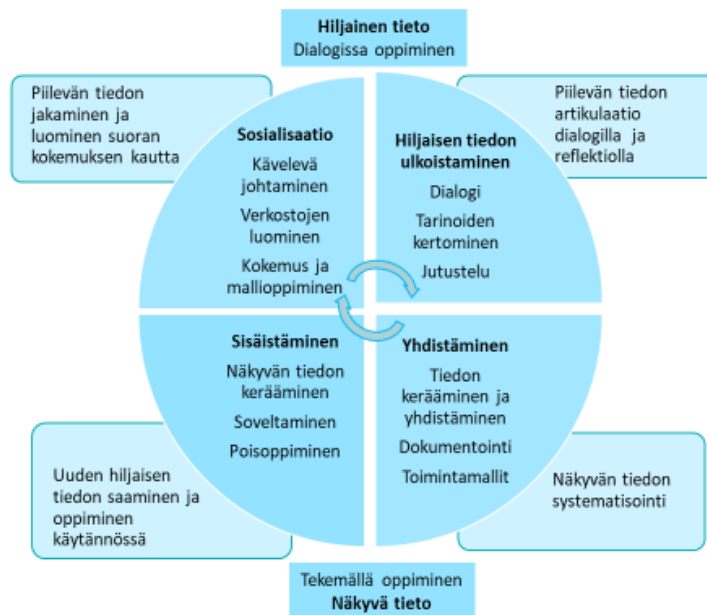 Hiljainen tieto
Dialogissa oppiminen
Piilevän tiedon
jakaminen ja
luominen suoran
kokemuksen kautta
Sosialisaatio
Kävelevä
johtaminen
Verkostojen
luominen
Kokemus ja
mallioppiminen
Hiljaisen tiedon
ulkoistaminen
Dialogi
Tarinoiden
kertominen
Jutustelu
Piilevän tiedon
artikulaatio
dialogilla ja
reflektiolla
Sisäistäminen
Näkyvän tiedon
kerääminen
Soveltaminen
Poisoppiminen
Yhdistäminen
Tiedon
kerääminen ja
yhdistäminen
Dokumentointi
Toimintamallit
Uuden hiljaisen
tiedon saaminen ja
oppiminen
käytännössä
Näkyvän tiedon
systematisointi
Tekemällä oppiminen
Näkyvä tieto